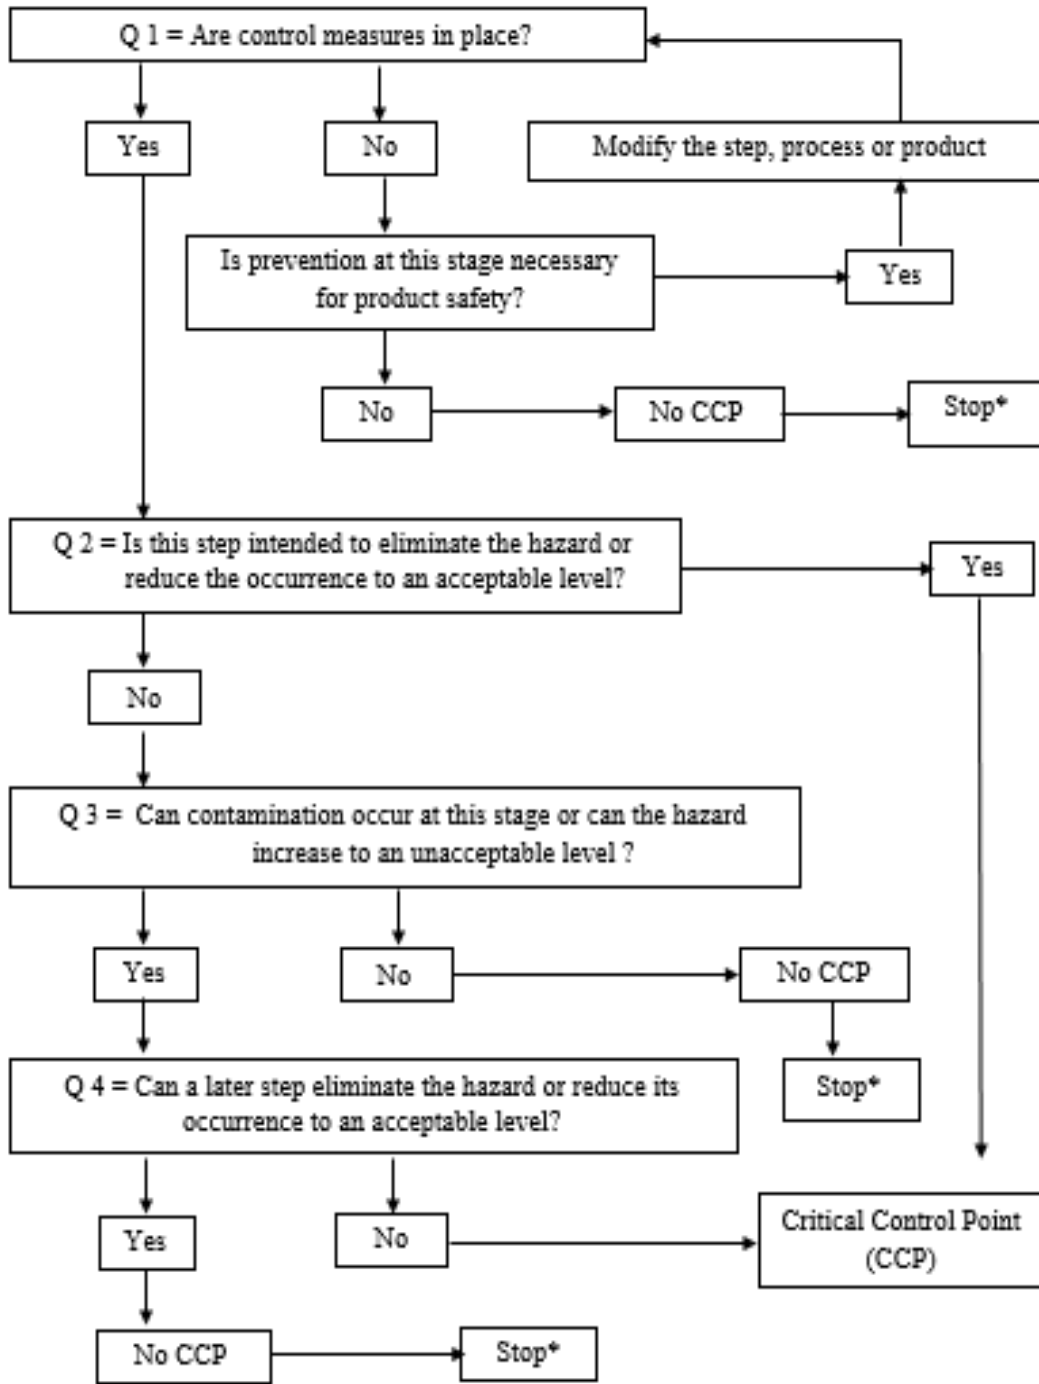 Q 1 = Are control measures in place?
Yes
No
Modify the step, process or product
Is prevention at this stage necessary
for product safety?
Yes
No
No CCP
Stop*
Q 2 = Is this step intended to eliminate the hazard or
reduce the occurrence to an acceptable level?
Yes
No
Q 3 = Can contamination occur at this stage or can the hazard
increase to an unacceptable level ?
Yes
No
No CCP
Stop*
Q 4 = Can a later step eliminate the hazard or reduce its
occurrence to an acceptable level?
Yes
No
Critical Control Point
(CCP)
No CCP
Stop*